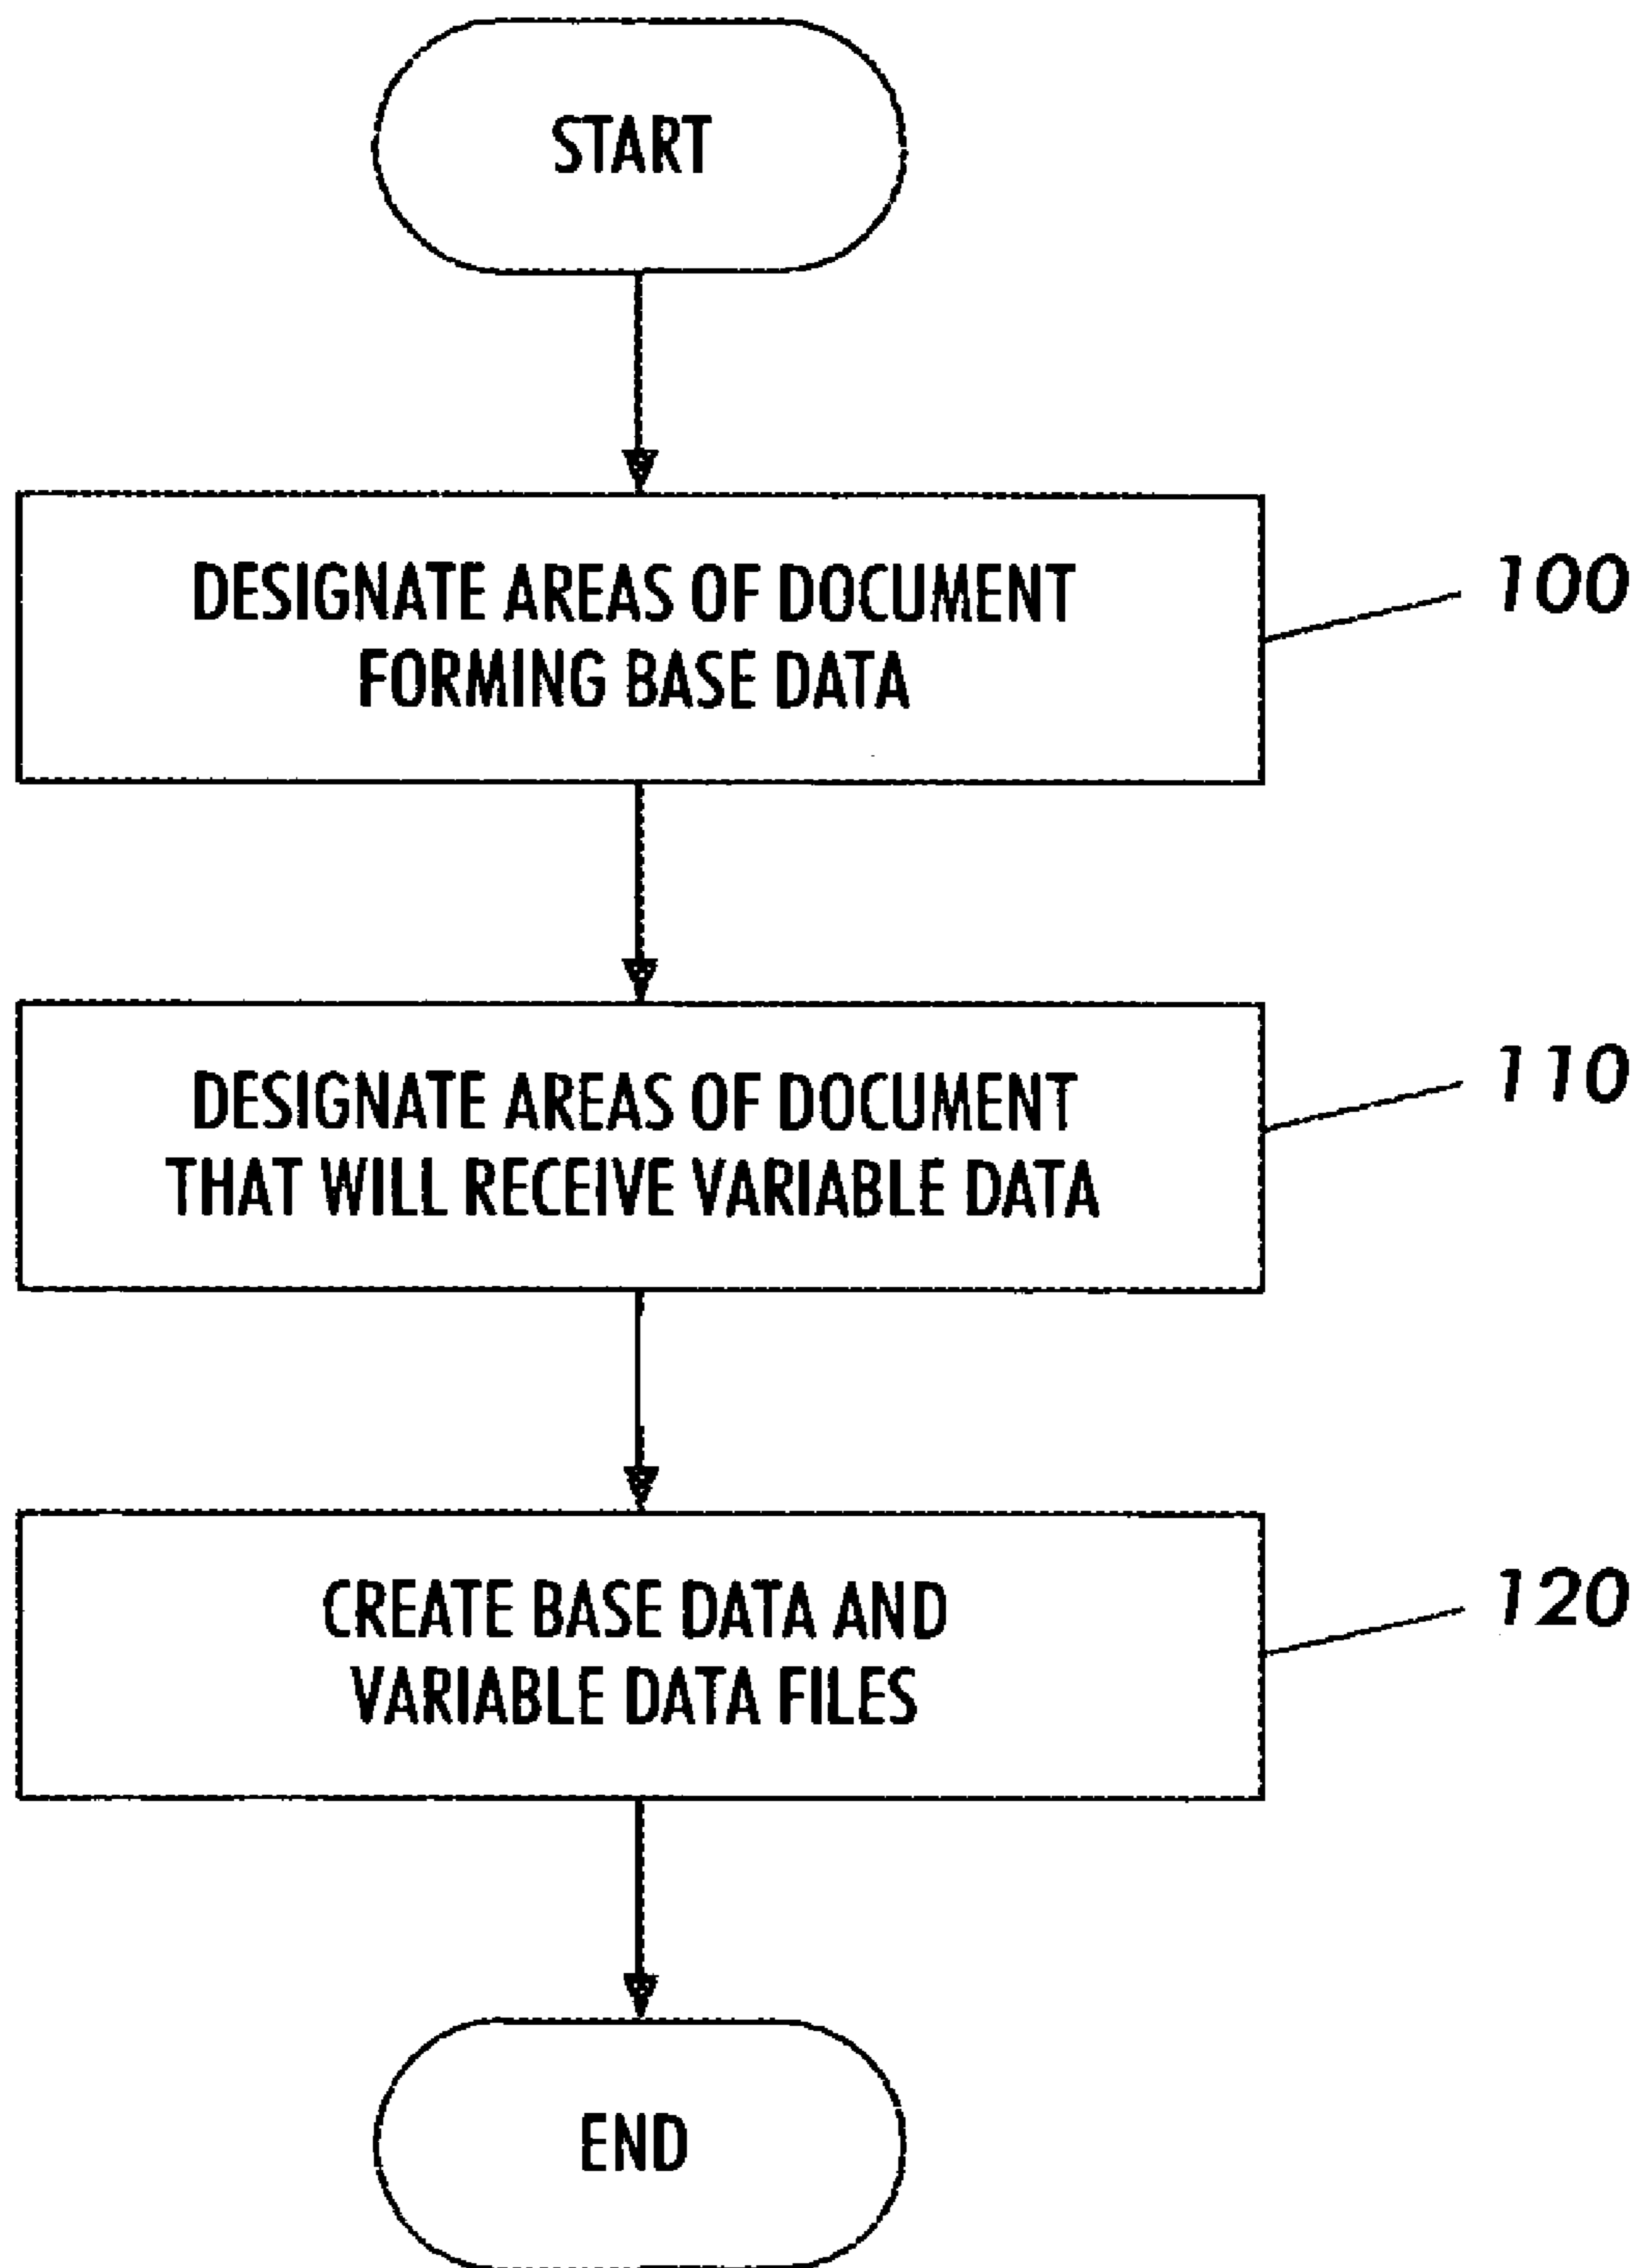 START
DESIGNATE AREAS OF DOCUMENT
FORMING BASE DATA
100
DESIGNATE AREAS OF DOCUMENT
THAT WILL RECEIVE VARIABLE DATA
110
CREATE BASE DATA AND
VARIABLE DATA FILES
120
END